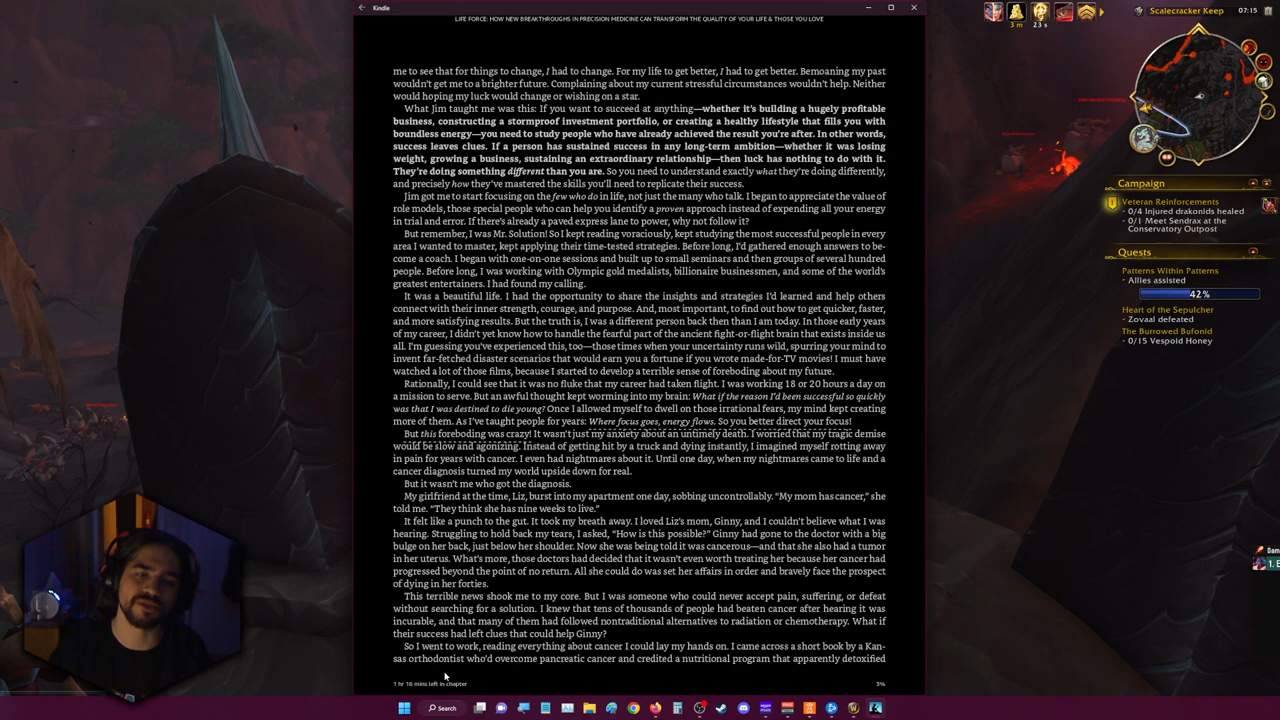 Kindle
LIFE FORCE: HOW NEW BREAKTHROUGHS IN PRECISION MEDICINE CAN TRANSFORM THE QUALITY OF YOUR LIFE & THOSE YOU LOVE
me to see that for things to change, I had to change. For my life to get better, I had to get better. Bemoaning my past
wouldn't get me to a brighter future. Complaining about my current stressful circumstances wouldn't help. Neither
would hoping my luck would change or wishing on a star.
What Jim taught me was this: If you want to succeed at anything—whether it's building a hugely profitable
business, constructing a stormproof investment portfolio, or creating a healthy lifestyle that fills you with
boundless energy—you need to study people who have already achieved the result you're after. In other words,
success leaves clues. If a person has sustained success in any long-term ambition—whether it was losing
weight, growing a business, sustaining an extraordinary relationship—then luck has nothing to do with it.
They're doing something different than you are. So you need to understand exactly what they're doing differently,
and precisely how they've mastered the skills you'll need to replicate their success.
Jim got me to start focusing on the few who do in life, not just the many who talk. I began to appreciate the value of
role models, those special people who can help you identify a proven approach instead of expending all your energy
in trial and error. If there's already a paved express lane to power, why not follow it?
But remember, I was Mr. Solution! So I kept reading voraciously, kept studying the most successful people in every
area I wanted to master, kept applying their time-tested strategies. Before long, I'd gathered enough answers to be-
come a coach. I began with one-on-one sessions and built up to small seminars and then groups of several hundred
people. Before long, I was working with Olympic gold medalists, billionaire businessmen, and some of the world's
greatest entertainers. I had found my calling.
It was a beautiful life. I had the opportunity to share the insights and strategies I'd learned and help others
connect with their inner strength, courage, and purpose. And, most important, to find out how to get quicker, faster,
and more satisfying results. But the truth is, I was a different person back then than I am today. In those early years
of my career, I didn't yet know how to handle the fearful part of the ancient fight-or-flight brain that exists inside us
all. I'm guessing you've experienced this, too—those times when your uncertainty runs wild, spurring your mind to
invent far-fetched disaster scenarios that would earn you a fortune if you wrote made-for-TV movies! I must have
watched a lot of those films, because I started to develop a terrible sense of foreboding about my future.
Rationally, I could see that it was no fluke that my career had taken flight. I was working 18 or 20 hours a day on
a mission to serve. But an awful thought kept worming into my brain: What if the reason I'd been successful so quickly
was that I was destined to die young? Once I allowed myself to dwell on those irrational fears, my mind kept creating
more of them. As I've taught people for years: Where focus goes, energy flows. So you better direct your focus!
But this foreboding was crazy! It wasn't just my anxiety about an untimely death. I worried that my tragic demise
would be slow and agonizing. Instead of getting hit by a truck and dying instantly, I imagined myself rotting away
in pain for years with cancer. I even had nightmares about it. Until one day, when my nightmares came to life and a
cancer diagnosis turned my world upside down for real.
But it wasn't me who got the diagnosis.
My girlfriend at the time, Liz, burst into my apartment one day, sobbing uncontrollably. "My mom has cancer," she
told me. "They think she has nine weeks to live."
It felt like a punch to the gut. It took my breath away. I loved Liz's mom, Ginny, and I couldn't believe what I was
hearing. Struggling to hold back my tears, I asked, "How is this possible?" Ginny had gone to the doctor with a big
bulge on her back, just below her shoulder. Now she was being told it was cancerous—and that she also had a tumor
in her uterus. What's more, those doctors had decided that it wasn't even worth treating her because her cancer had
progressed beyond the point of no return. All she could do was set her affairs in order and bravely face the prospect
of dying in her forties.
This terrible news shook me to my core. But I was someone who could never accept pain, suffering, or defeat
without searching for a solution. I knew that tens of thousands of people had beaten cancer after hearing it was
incurable, and that many of them had followed nontraditional alternatives to radiation or chemotherapy. What if
their success had left clues that could help Ginny?
So I went to work, reading everything about cancer I could lay my hands on. I came across a short book by a Kan-
sas orthodontist who'd overcome pancreatic cancer and credited a nutritional program that apparently detoxified
1 hr 16 mins left in chapter
5%
Search
3 m
23 s
Scalecracker Keep
07:15
Campaign
Veteran Reinforcements
- 0/4 Injured drakonids healed
- 0/1 Meet Sendrax at the
Conservatory Outpost
Quests
Patterns Within Patterns
- Allies assisted
42%
Heart of the Sepulcher
- Zovaal defeated
The Burrowed Bufonid
- 0/15 Vespoid Honey
Dam
1. E